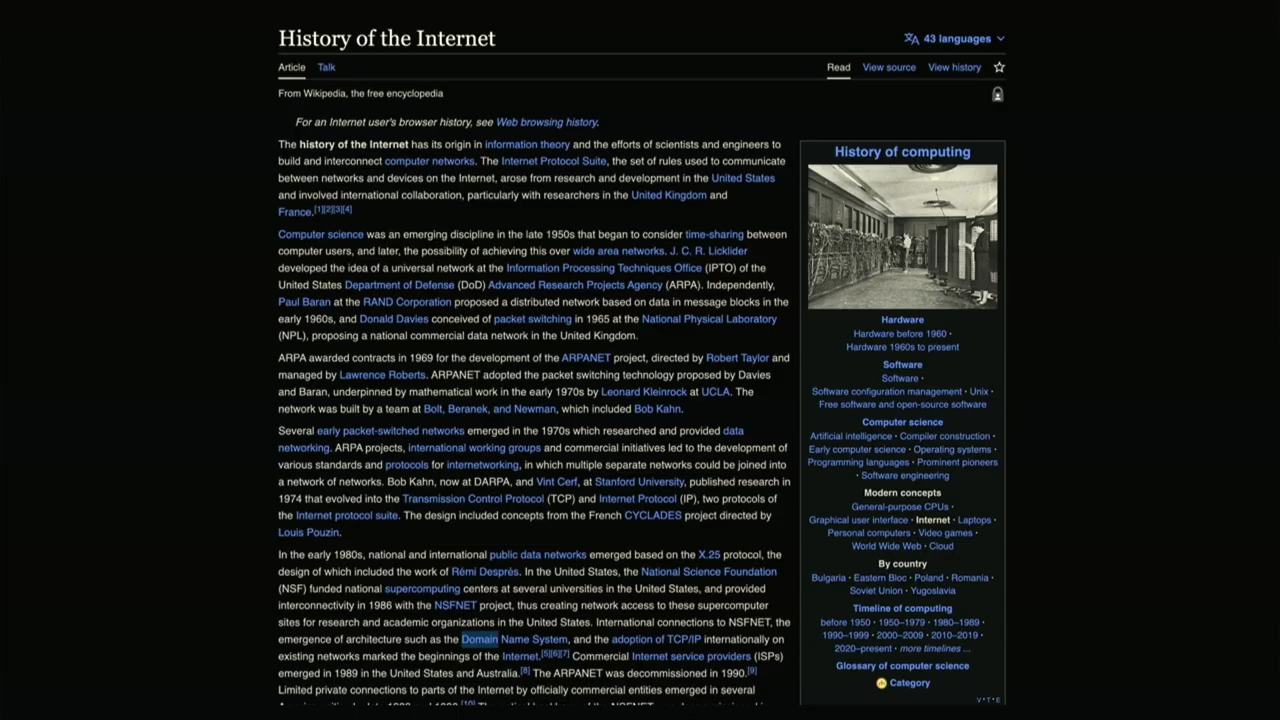 History of the Internet
43 languages
Article Talk
Read View source View history
From Wikipedia, the free encyclopedia
For an Internet user's browser history, see Web browsing history.
The history of the Internet has its origin in information theory and the efforts of scientists and engineers to
build and interconnect computer networks. The Internet Protocol Suite, the set of rules used to communicate
between networks and devices on the Internet, arose from research and development in the United States
and involved international collaboration, particularly with researchers in the United Kingdom and
France.[1][2][3][4]
Computer science was an emerging discipline in the late 1950s that began to consider time-sharing between
computer users, and later, the possibility of achieving this over wide area networks. J. C. R. Licklider
developed the idea of a universal network at the Information Processing Techniques Office (IPTO) of the
United States Department of Defense (DoD) Advanced Research Projects Agency (ARPA). Independently,
Paul Baran at the RAND Corporation proposed a distributed network based on data in message blocks in the
early 1960s, and Donald Davies conceived of packet switching in 1965 at the National Physical Laboratory
(NPL), proposing a national commercial data network in the United Kingdom.
ARPA awarded contracts in 1969 for the development of the ARPANET project, directed by Robert Taylor and
managed by Lawrence Roberts. ARPANET adopted the packet switching technology proposed by Davies
and Baran, underpinned by mathematical work in the early 1970s by Leonard Kleinrock at UCLA. The
network was built by a team at Bolt, Beranek, and Newman, which included Bob Kahn.
Several early packet-switched networks emerged in the 1970s which researched and provided data
networking. ARPA projects, international working groups and commercial initiatives led to the development of
various standards and protocols for internetworking, in which multiple separate networks could be joined into
a network of networks. Bob Kahn, now at DARPA, and Vint Cerf, at Stanford University, published research in
1974 that evolved into the Transmission Control Protocol (TCP) and Internet Protocol (IP), two protocols of
the Internet protocol suite. The design included concepts from the French CYCLADES project directed by
Louis Pouzin.
In the early 1980s, national and international public data networks emerged based on the X.25 protocol, the
design of which included the work of Rémi Després. In the United States, the National Science Foundation
(NSF) funded national supercomputing centers at several universities in the United States, and provided
interconnectivity in 1986 with the NSFNET project, thus creating network access to these supercomputer
sites for research and academic organizations in the United States. International connections to NSFNET, the
emergence of architecture such as the Domain Name System, and the adoption of TCP/IP internationally on
existing networks marked the beginnings of the Internet.[5][6][7] Commercial Internet service providers (ISPs)
emerged in 1989 in the United States and Australia.[8] The ARPANET was decommissioned in 1990.[9]
Limited private connections to parts of the Internet by officially commercial entities emerged in several
History of computing
Hardware
Hardware before 1960 ·
Hardware 1960s to present
Software
Software ·
Software configuration management · Unix ·
Free software and open-source software
Computer science
Artificial intelligence · Compiler construction ·
Early computer science · Operating systems ·
Programming languages · Prominent pioneers
· Software engineering
Modern concepts
General-purpose CPUs ·
Graphical user interface · Internet · Laptops ·
Personal computers · Video games ·
World Wide Web · Cloud
By country
Bulgaria · Eastern Bloc · Poland · Romania ·
Soviet Union · Yugoslavia
Timeline of computing
before 1950 · 1950–1979 · 1980–1989 ·
1990–1999 · 2000–2009 · 2010–2019 ·
2020–present · more timelines ...
Glossary of computer science
Category
V·T·E